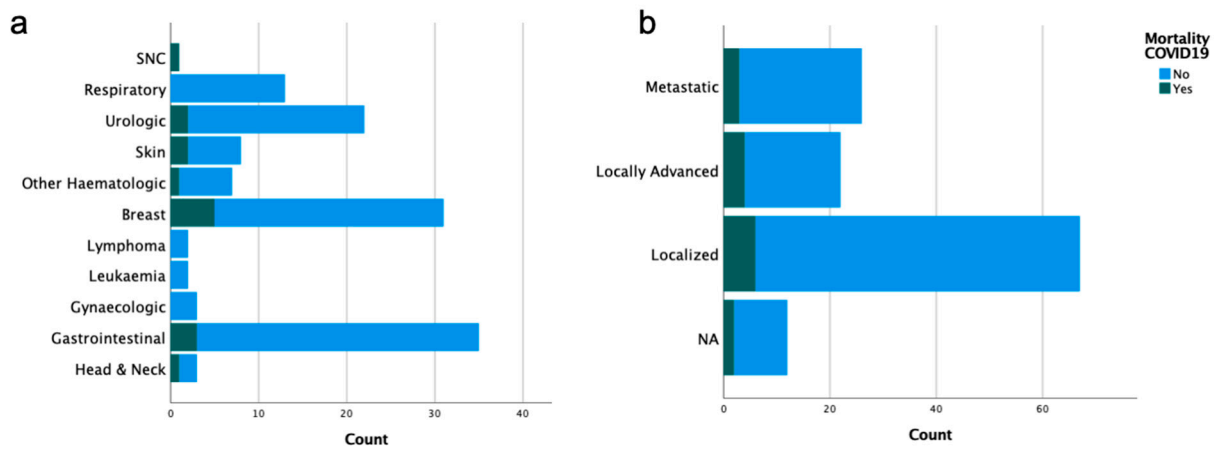 a
SNC
Respiratory
Urologic
Skin
Other Haematologic
Breast
Lymphoma
Leukaemia
Gynaecologic
Gastrointestinal
Head & Neck
0 10 20 30 40
Count
b
Metastatic
Locally Advanced
Localized
NA
0 20 40 60
Count
Mortality
COVID19
No
Yes